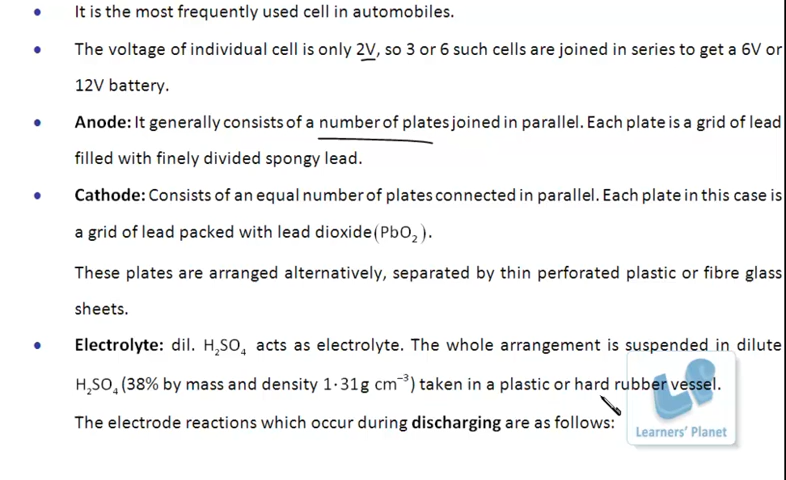 • It is the most frequently used cell in automobiles.
• The voltage of individual cell is only 2V, so 3 or 6 such cells are joined in series to get a 6V or
12V battery.
• Anode: It generally consists of a number of plates joined in parallel. Each plate is a grid of lead
filled with finely divided spongy lead.
• Cathode: Consists of an equal number of plates connected in parallel. Each plate in this case is
a grid of lead packed with lead dioxide (PbO₂).
These plates are arranged alternatively, separated by thin perforated plastic or fibre glass
sheets.
• Electrolyte: dil. H₂SO₄ acts as electrolyte. The whole arrangement is suspended in dilute
H₂SO₄ (38% by mass and density 1·31g cm⁻³) taken in a plastic or hard rubber vessel.
The electrode reactions which occur during discharging are as follows:
Learners' Planet